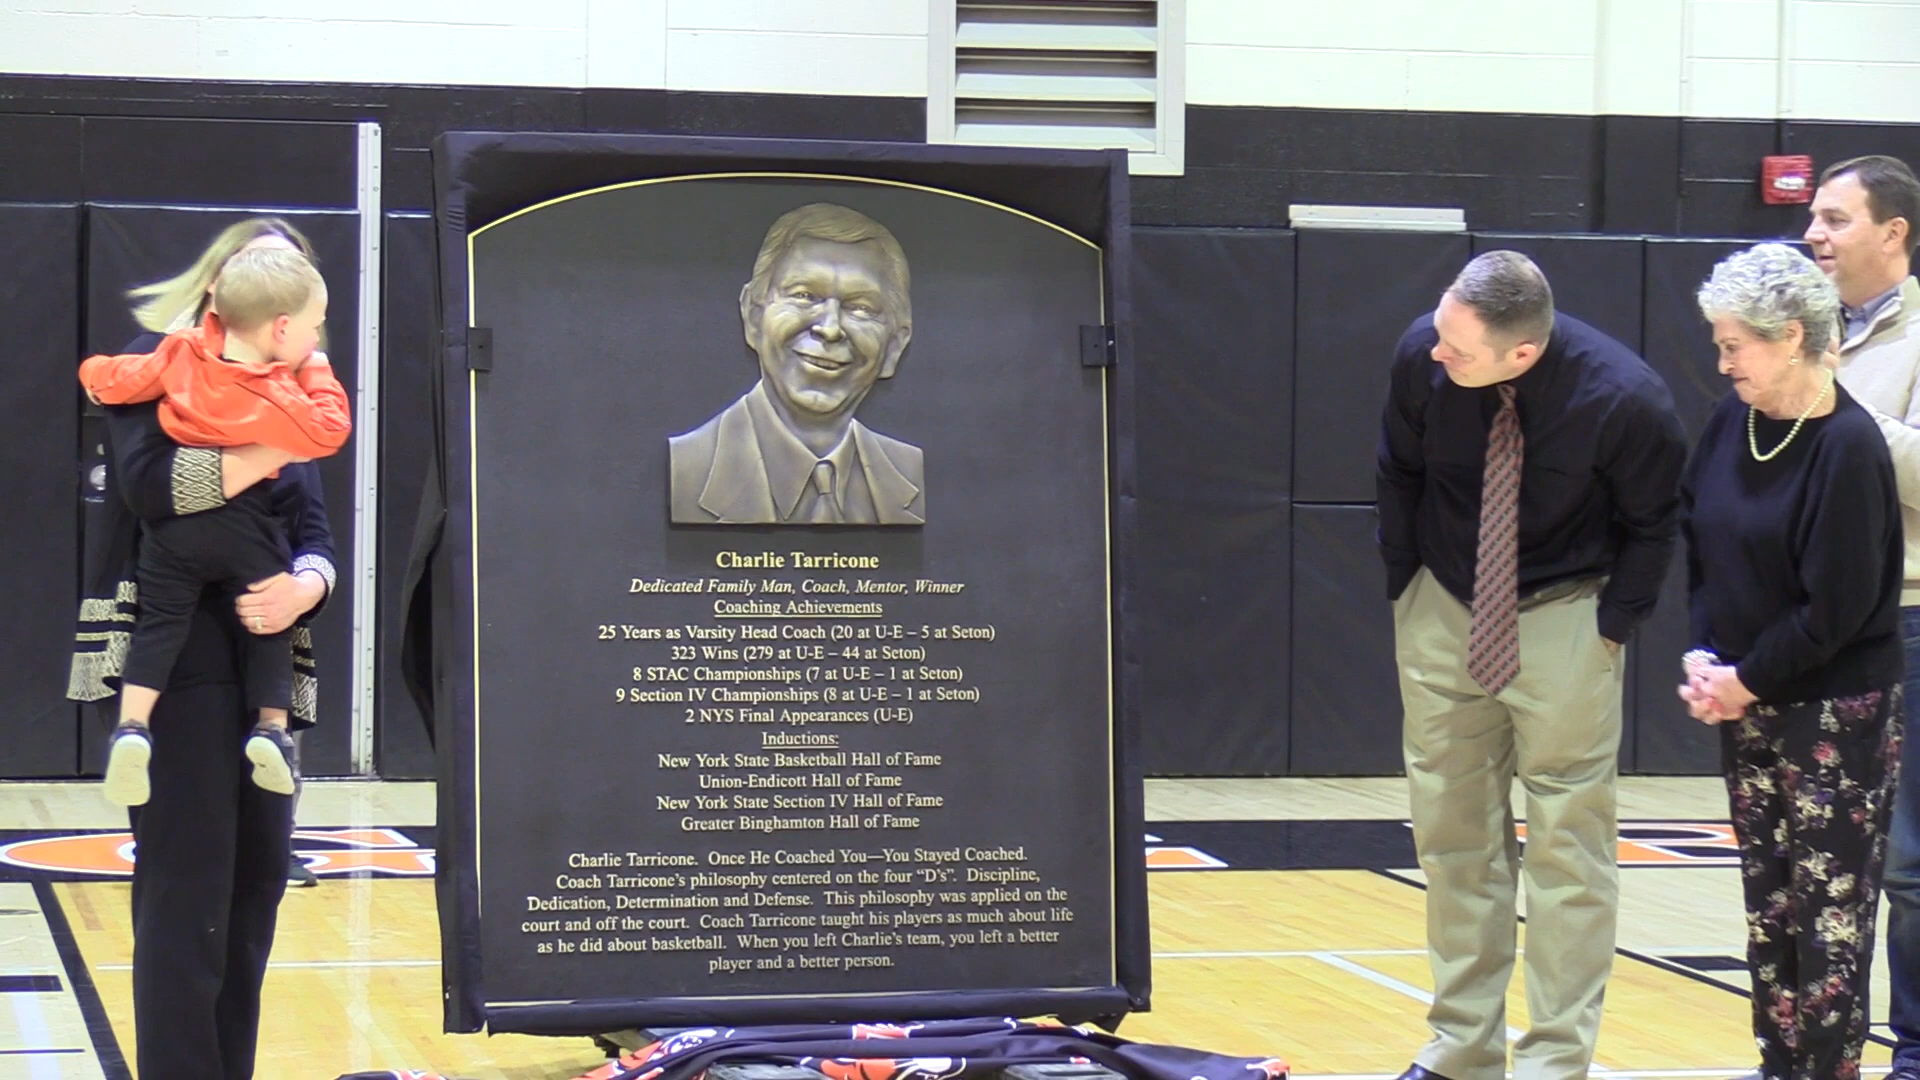 Charlie Tarricone
Dedicated Family Man, Coach, Mentor, Winner
Coaching Achievements
25 Years as Varsity Head Coach (20 at U-E – 5 at Seton)
323 Wins (279 at U-E – 44 at Seton)
8 STAC Championships (7 at U-E – 1 at Seton)
9 Section IV Championships (8 at U-E – 1 at Seton)
2 NYS Final Appearances (U-E)
Inductions:
New York State Basketball Hall of Fame
Union-Endicott Hall of Fame
New York State Section IV Hall of Fame
Greater Binghamton Hall of Fame
Charlie Tarricone. Once He Coached You—You Stayed Coached.
Coach Tarricone's philosophy centered on the four “D's”. Discipline,
Dedication, Determination and Defense. This philosophy was applied on the
court and off the court. Coach Tarricone taught his players as much about life
as he did about basketball. When you left Charlie's team, you left a better
player and a better person.